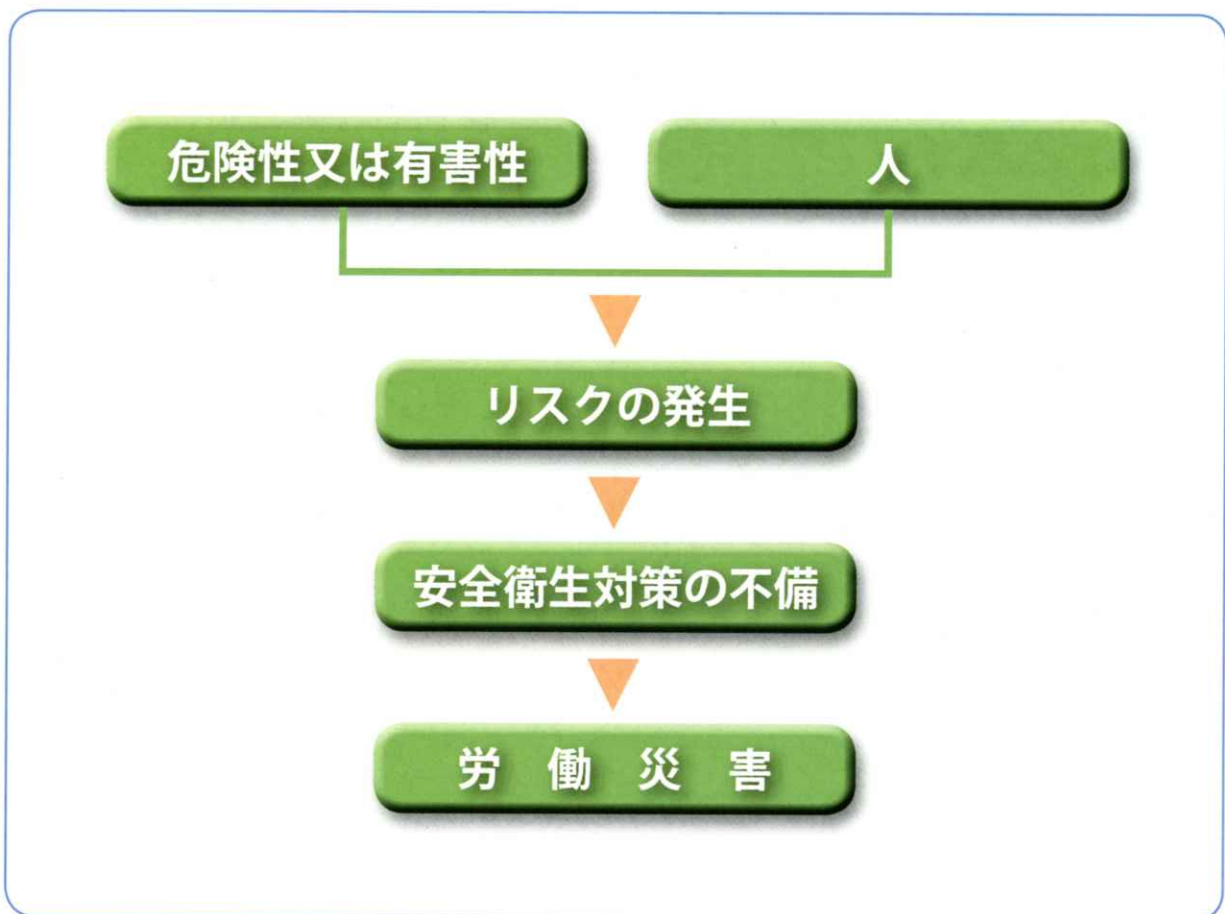 危険性又は有害性
人
リスクの発生
安全衛生対策の不備
労働災害